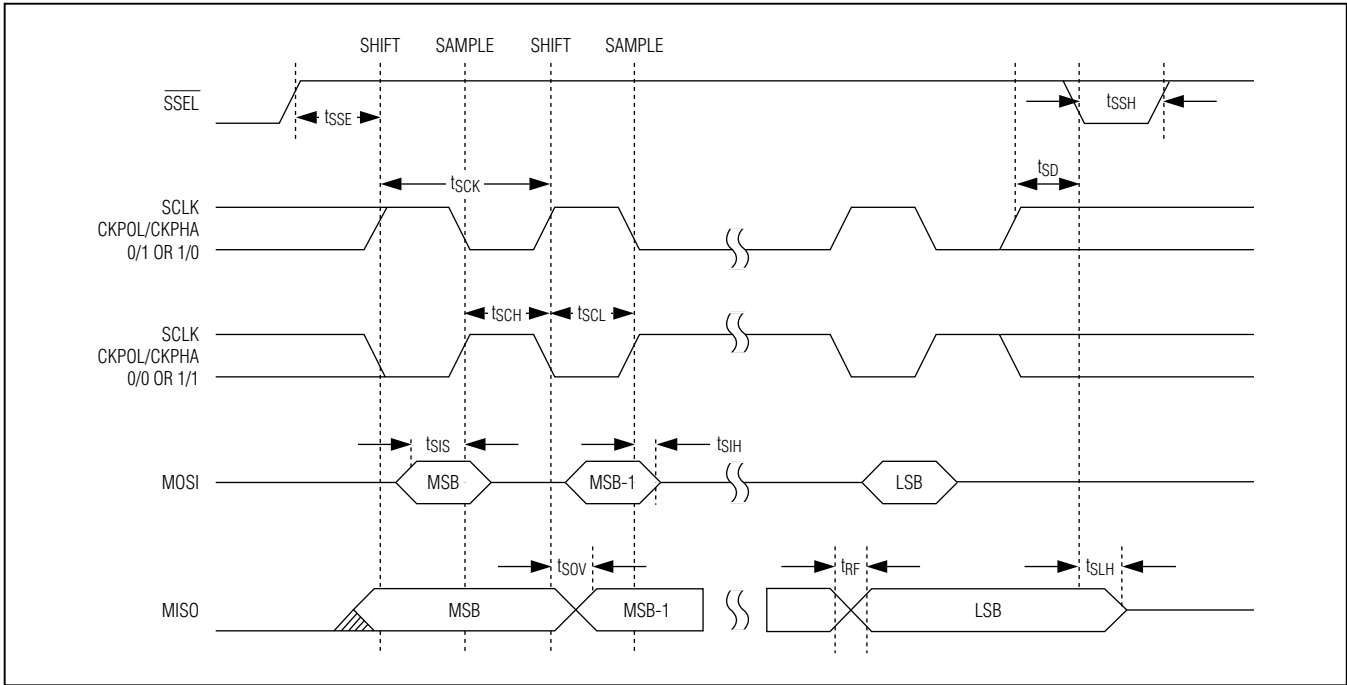 SHIFT SAMPLE SHIFT SAMPLE
SSEL
tSSE
tSSH
tSD
tSCK
SCLK
CKPOL/CKPHA
0/1 OR 1/0
tSCH
tSCL
SCLK
CKPOL/CKPHA
0/0 OR 1/1
tSIS
tSIH
MOSI
MSB
MSB-1
LSB
tSOV
tRF
tSLH
MISO
MSB
MSB-1
LSB